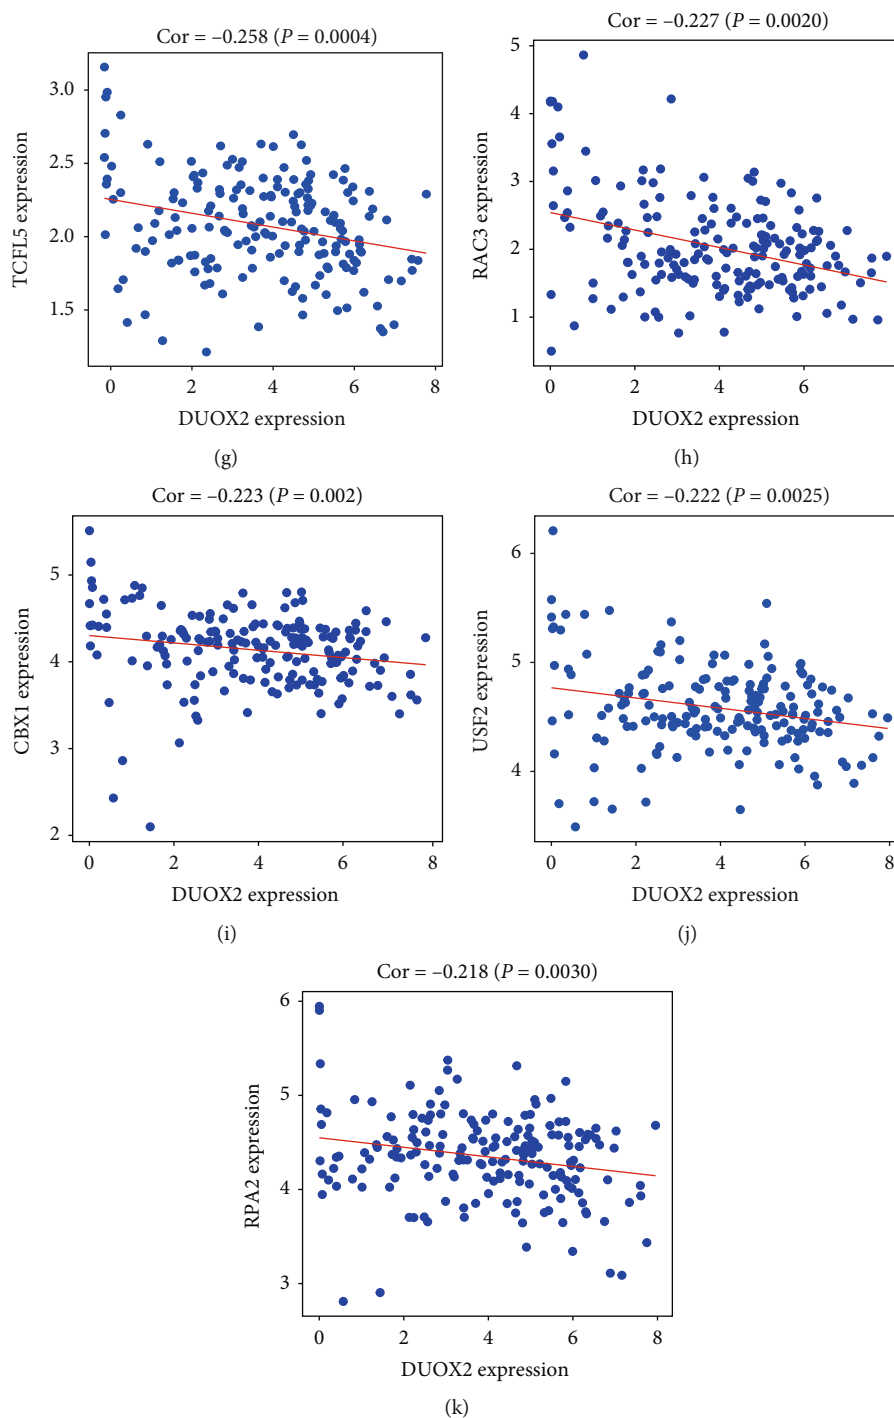 Cor = –0.258 (P = 0.0004)
3.0
2.5
2.0
1.5
TCFL5 expression
0 2 4 6 8
DUOX2 expression
(g)
Cor = –0.227 (P = 0.0020)
5
4
3
2
1
RAC3 expression
0 2 4 6
DUOX2 expression
(h)
Cor = –0.223 (P = 0.002)
5
4
3
2
CBX1 expression
0 2 4 6 8
DUOX2 expression
(i)
Cor = –0.222 (P = 0.0025)
6
5
4
USF2 expression
0 2 4 6 8
DUOX2 expression
(j)
Cor = –0.218 (P = 0.0030)
6
5
4
3
RPA2 expression
0 2 4 6 8
DUOX2 expression
(k)